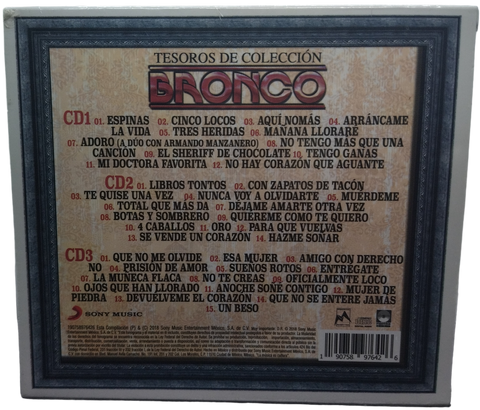 TESOROS DE COLECCIÓN
BRONCO
CD1 01. ESPINAS 02. CINCO LOCOS 03. AQUÍ NOMÁS 04. ARRÁNCAME
LA VIDA 05. TRES HERIDAS 06. MAÑANA LLORARÉ
07. ADORO (A DÚO CON ARMANDO MANZANERO) 08. NO TENGO MÁS QUE UNA
CANCIÓN 09. EL SHERIFF DE CHOCOLATE 10. TENGO GANAS
11. MI DOCTORA FAVORITA 12. NO HAY CORAZÓN QUE AGUANTE
CD2 01. LIBROS TONTOS 02. CON ZAPATOS DE TACÓN
03. TE QUISE UNA VEZ 04. NUNCA VOY A OLVIDARTE 05. MUÉRDEME
06. TOTAL QUE MÁS DA 07. DÉJAME AMARTE OTRA VEZ
08. BOTAS Y SOMBRERO 09. QUIÉREME COMO TE QUIERO
10. 4 CABALLOS 11. ORO 12. PARA QUE VUELVAS
13. SE VENDE UN CORAZÓN 14. HAZME SOÑAR
CD3 01. QUE NO ME OLVIDE 02. ESA MUJER 03. AMIGO CON DERECHO
NO 04. PRISIÓN DE AMOR 05. SUENOS ROTOS 06. ENTRÉGATE
07. LA MUÑECA FLACA 08. NO TE CREAS 09. OFICIALMENTE LOCO
10. OJOS QUE HAN LLORADO 11. ANOCHE SOÑÉ CONTIGO 12. MUJER DE
PIEDRA 13. DEVUÉLVEME EL CORAZÓN 14. QUE NO SE ENTERE JAMÁS
15. UN BESO
SONY MUSIC
1 90758 97642 6